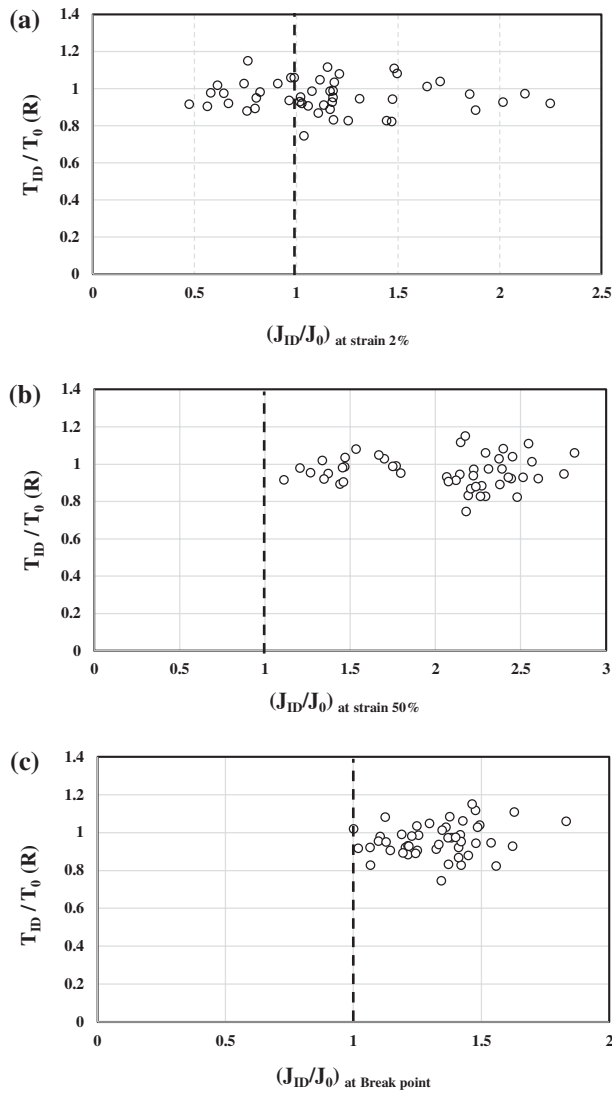 (a)
1.4
1.2
1
0.8
0.6
0.4
0.2
0
T_ID / T_0 (R)
0 0.5 1 1.5 2 2.5
(J_ID/J_0) at strain 2%
(b)
1.4
1.2
1
0.8
0.6
0.4
0.2
0
T_ID / T_0 (R)
0 0.5 1 1.5 2 2.5 3
(J_ID/J_0) at strain 50%
(c)
1.4
1.2
1
0.8
0.6
0.4
0.2
0
T_ID / T_0 (R)
0 0.5 1 1.5 2
(J_ID/J_0) at Break point